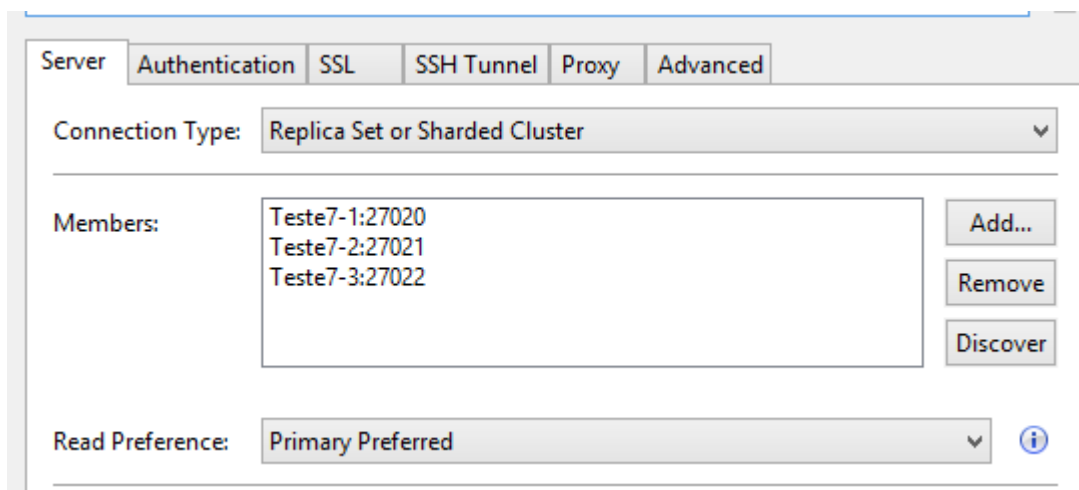 Server Authentication SSL SSH Tunnel Proxy Advanced
Connection Type: Replica Set or Sharded Cluster
Members:
Teste7-1:27020
Teste7-2:27021
Teste7-3:27022
Add...
Remove
Discover
Read Preference: Primary Preferred